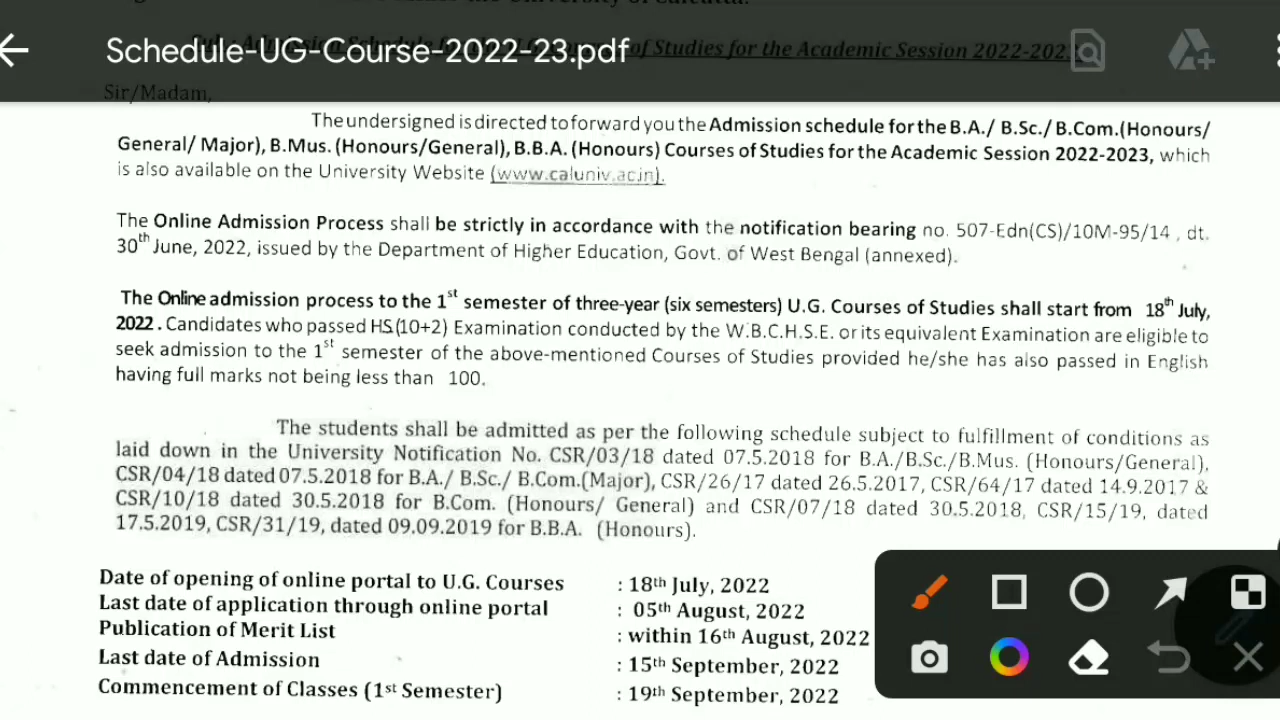 Schedule-UG-Course-2022-23.pdf
of Studies for the Academic Session 2022-202
Sir/Madam,
The undersigned is directed to forward you the Admission schedule for the B.A./ B.Sc./ B.Com.(Honours/
General/ Major), B.Mus. (Honours/General), B.B.A. (Honours) Courses of Studies for the Academic Session 2022-2023, which
is also available on the University Website (www.caluniv.ac.in).
The Online Admission Process shall be strictly in accordance with the notification bearing no. 507-Edn(CS)/10M-95/14 , dt.
30th June, 2022, issued by the Department of Higher Education, Govt. of West Bengal (annexed).
The Online admission process to the 1st semester of three-year (six semesters) U.G. Courses of Studies shall start from 18th July,
2022. Candidates who passed HS (10+2) Examination conducted by the W.B.C.H.S.E. or its equivalent Examination are eligible to
seek admission to the 1st semester of the above-mentioned Courses of Studies provided he/she has also passed in English
having full marks not being less than 100.
The students shall be admitted as per the following schedule subject to fulfillment of conditions as
laid down in the University Notification No. CSR/03/18 dated 07.5.2018 for B.A./B.Sc./B.Mus. (Honours/General),
CSR/04/18 dated 07.5.2018 for B.A./ B.Sc./ B.Com.(Major), CSR/26/17 dated 26.5.2017, CSR/64/17 dated 14.9.2017 &
CSR/10/18 dated 30.5.2018 for B.Com. (Honours/ General) and CSR/07/18 dated 30.5.2018, CSR/15/19, dated
17.5.2019, CSR/31/19, dated 09.09.2019 for B.B.A. (Honours).
Date of opening of online portal to U.G. Courses : 18th July, 2022
Last date of application through online portal : 05th August, 2022
Publication of Merit List : within 16th August, 2022
Last date of Admission : 15th September, 2022
Commencement of Classes (1st Semester) : 19th September, 2022